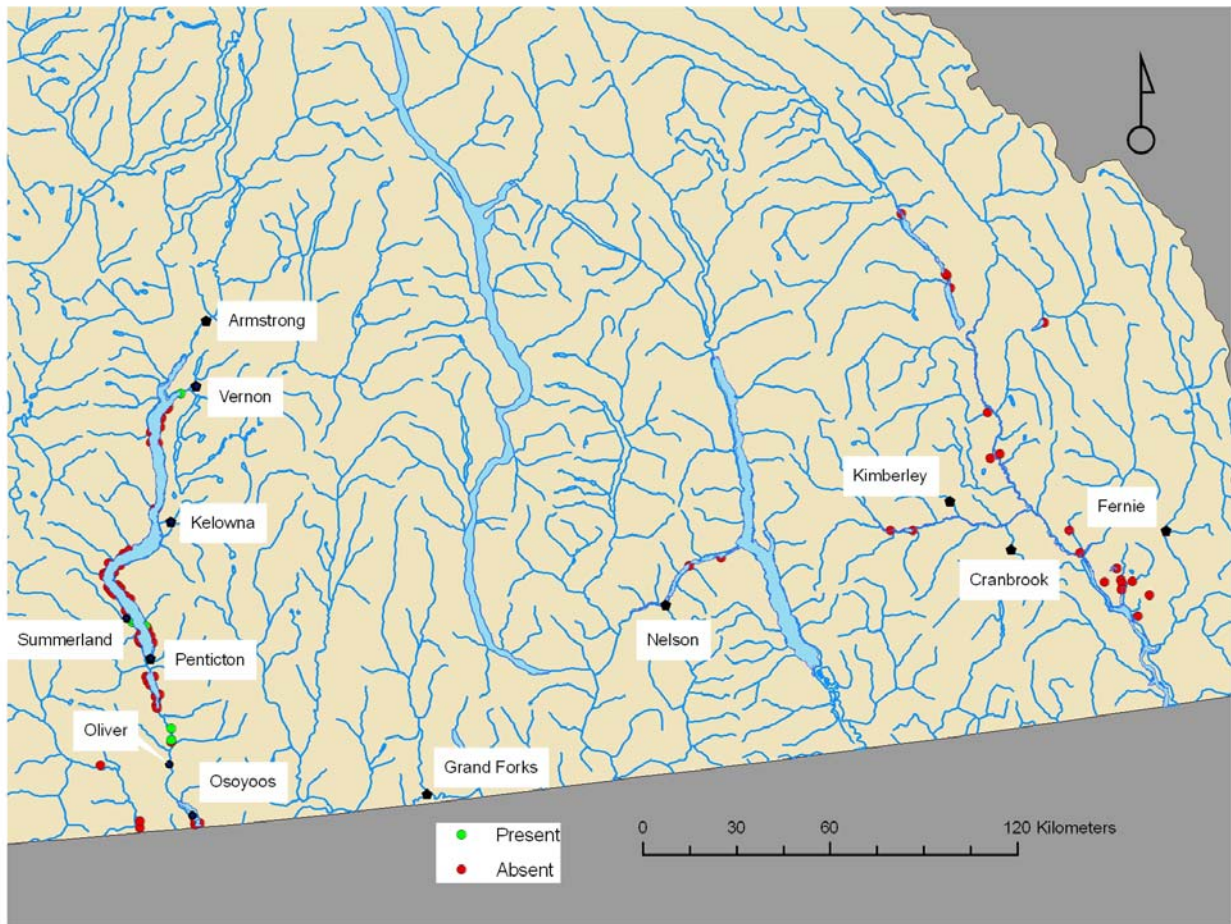 Armstrong
Vernon
Kimberley
Fernie
Kelowna
Cranbrook
Summerland
Nelson
Penticton
Oliver
Osoyoos
Grand Forks
Present
Absent
0 30 60 120 Kilometers